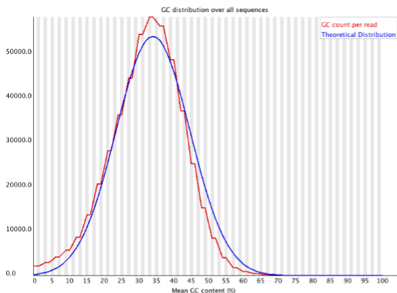 GC distribution over all sequences
GC count per read
Theoretical Distribution
50000.0
40000.0
30000.0
20000.0
10000.0
0.0
0 5 10 15 20 25 30 35 40 45 50 55 60 65 70 75 80 85 90 95 100
Mean GC content (%)